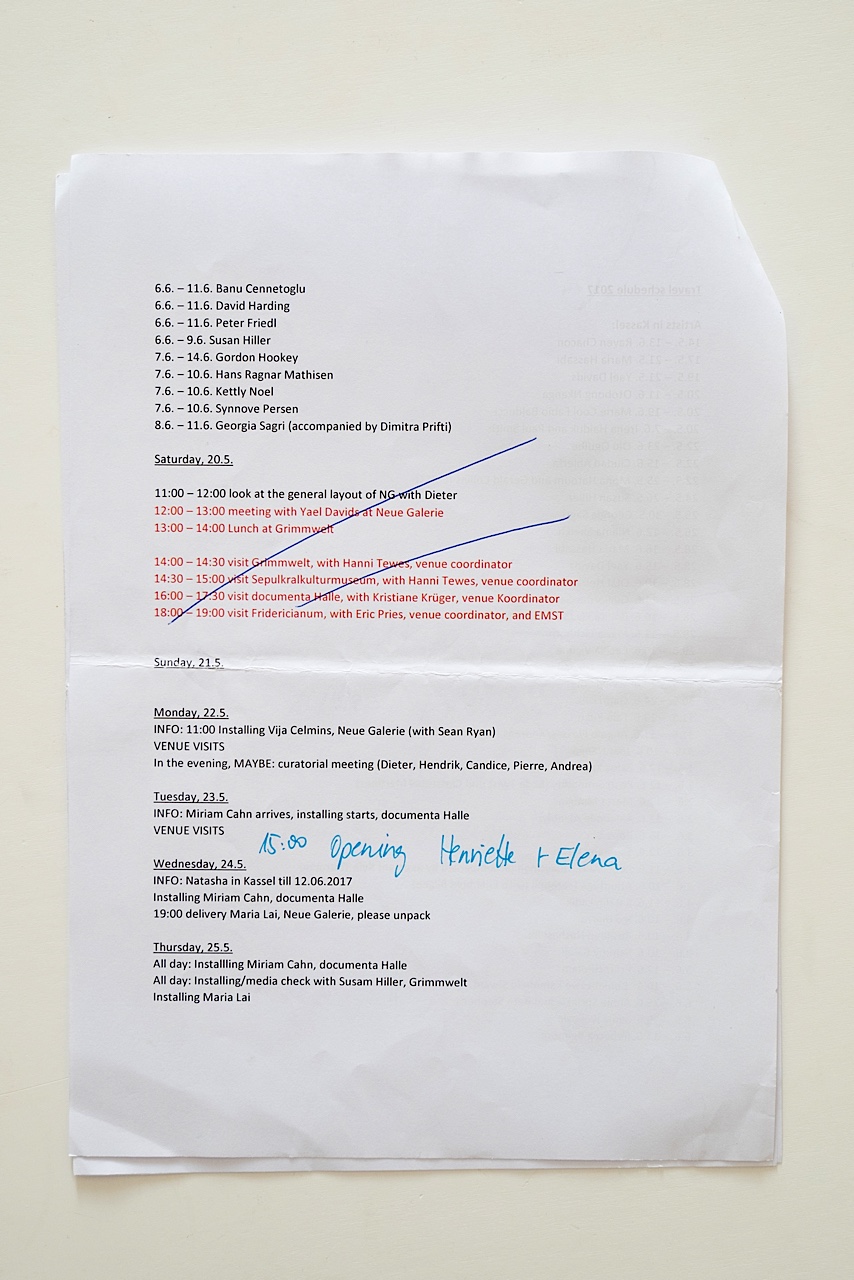 6.6. – 11.6. Banu Cennetoglu
6.6. – 11.6. David Harding
6.6. – 11.6. Peter Friedl
6.6. – 9.6. Susan Hiller
7.6. – 14.6. Gordon Hookey
7.6. – 10.6. Hans Ragnar Mathisen
7.6. – 10.6. Kettly Noel
7.6. – 10.6. Synnove Persen
8.6. – 11.6. Georgia Sagri (accompanied by Dimitra Prifti)
Saturday, 20.5.
11:00 – 12:00 look at the general layout of NG with Dieter
12:00 – 13:00 meeting with Yael Davids at Neue Galerie
13:00 – 14:00 Lunch at Grimmwelt
14:00 – 14:30 visit Grimmwelt, with Hanni Tewes, venue coordinator
14:30 – 15:00 visit Sepulkralkulturmuseum, with Hanni Tewes, venue coordinator
16:00 – 17:30 visit documenta Halle, with Kristiane Krüger, venue Koordinator
18:00 – 19:00 visit Fridericianum, with Eric Pries, venue coordinator, and EMST
Sunday, 21.5.
Monday, 22.5.
INFO: 11:00 Installing Vija Celmins, Neue Galerie (with Sean Ryan)
VENUE VISITS
In the evening, MAYBE: curatorial meeting (Dieter, Hendrik, Candice, Pierre, Andrea)
Tuesday, 23.5.
INFO: Miriam Cahn arrives, installing starts, documenta Halle
VENUE VISITS
15:00 Opening Henriette + Elena
Wednesday, 24.5.
INFO: Natasha in Kassel till 12.06.2017
Installing Miriam Cahn, documenta Halle
19:00 delivery Maria Lai, Neue Galerie, please unpack
Thursday, 25.5.
All day: Installling Miriam Cahn, documenta Halle
All day: Installing/media check with Susam Hiller, Grimmwelt
Installing Maria Lai